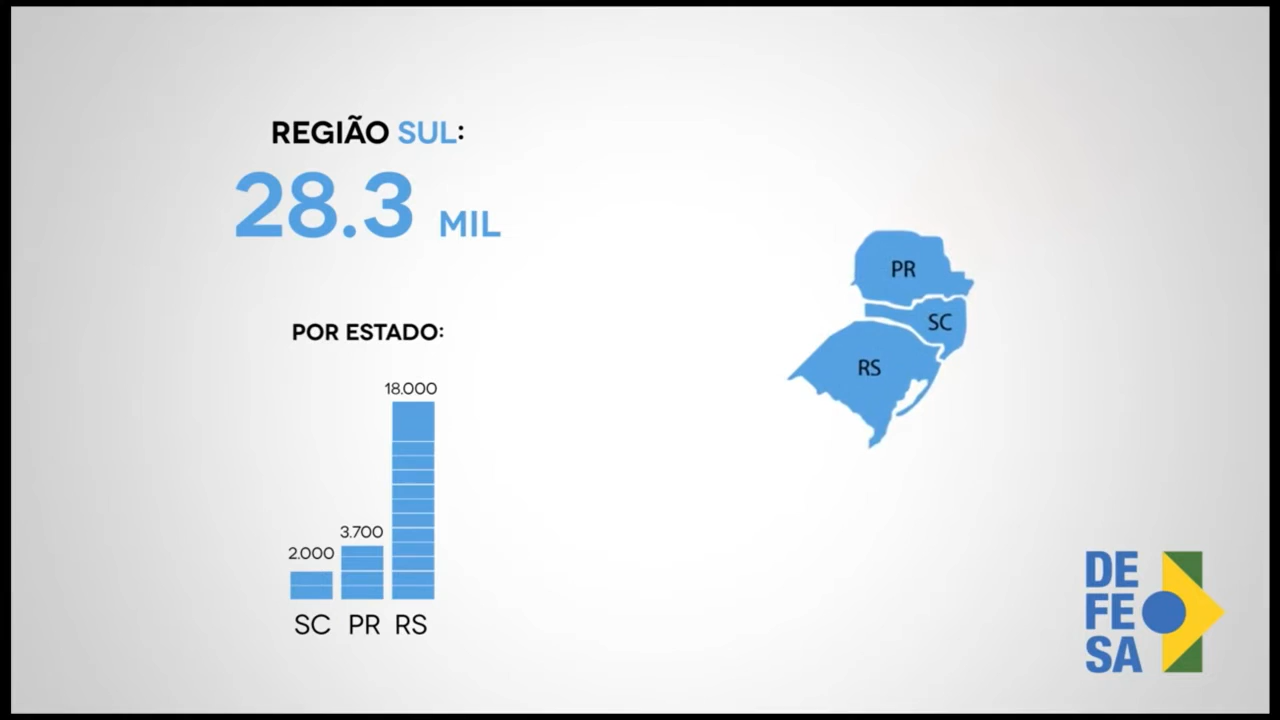 REGIÃO SUL:
28.3 MIL
POR ESTADO:
18.000
3.700
2.000
SC PR RS
PR
SC
RS
DE
FE
SA